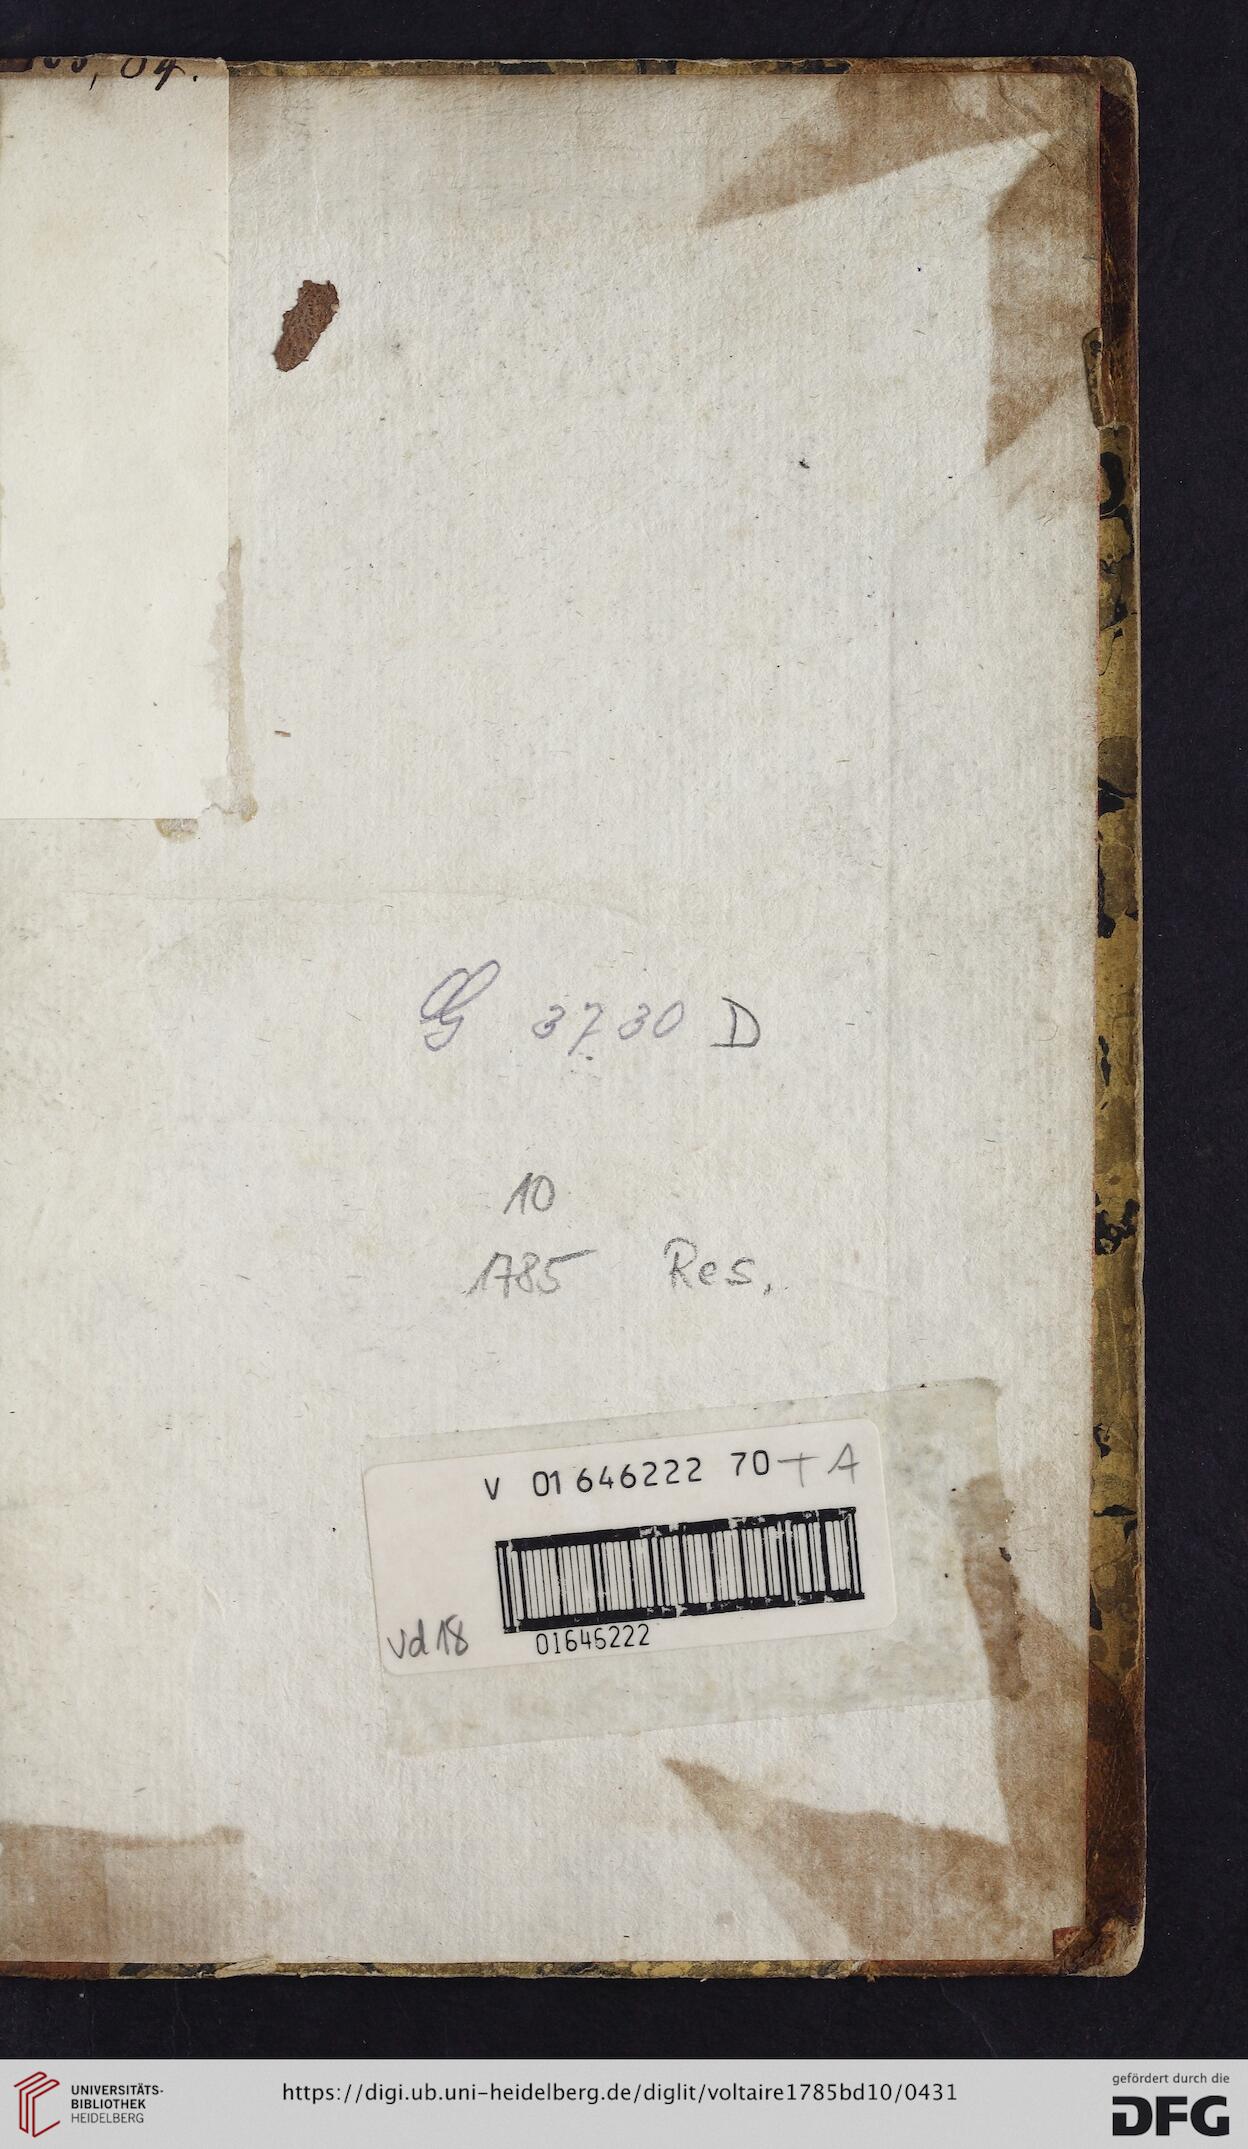 04.
G 3730 D
10
1785 Res.
V 01 646222 70 + A
vd18 01646222
UNIVERSITÄTS-
BIBLIOTHEK
HEIDELBERG
https://digi.ub.uni-heidelberg.de/diglit/voltaire1785bd10/0431
gefördert durch die
DFG